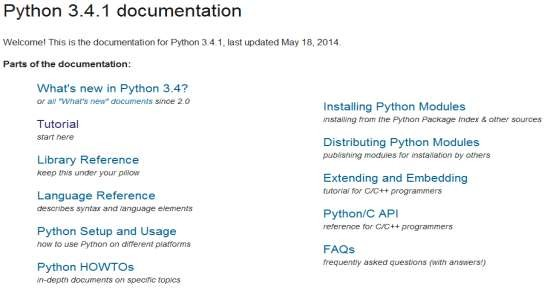 Python 3.4.1 documentation
Welcome! This is the documentation for Python 3.4.1, last updated May 18, 2014.
Parts of the documentation:
What's new in Python 3.4?
or all "What's new" documents since 2.0
Tutorial
start here
Library Reference
keep this under your pillow
Language Reference
describes syntax and language elements
Python Setup and Usage
how to use Python on different platforms
Python HOWTOs
in-depth documents on specific topics
Installing Python Modules
installing from the Python Package Index & other sources
Distributing Python Modules
publishing modules for installation by others
Extending and Embedding
tutorial for C/C++ programmers
Python/C API
reference for C/C++ programmers
FAQs
frequently asked questions (with answers!)